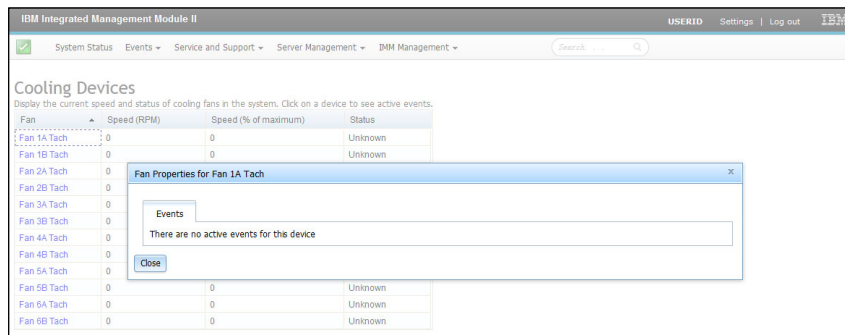 IBM Integrated Management Module II
USERID Settings | Log out IBM
System Status Events Service and Support Server Management IMM Management Search . . .
Cooling Devices
Display the current speed and status of cooling fans in the system. Click on a device to see active events.
Fan Speed (RPM) Speed (% of maximum) Status
Fan 1A Tach 0 0 Unknown
Fan 1B Tach 0 0 Unknown
Fan 2A Tach 0
Fan 2B Tach 0
Fan 3A Tach 0
Fan 3B Tach 0
Fan 4A Tach 0
Fan 4B Tach 0
Fan 5A Tach 0
Fan 5B Tach 0 0 Unknown
Fan 6A Tach 0 0 Unknown
Fan 6B Tach 0 0 Unknown
Fan Properties for Fan 1A Tach x
Events
There are no active events for this device
Close